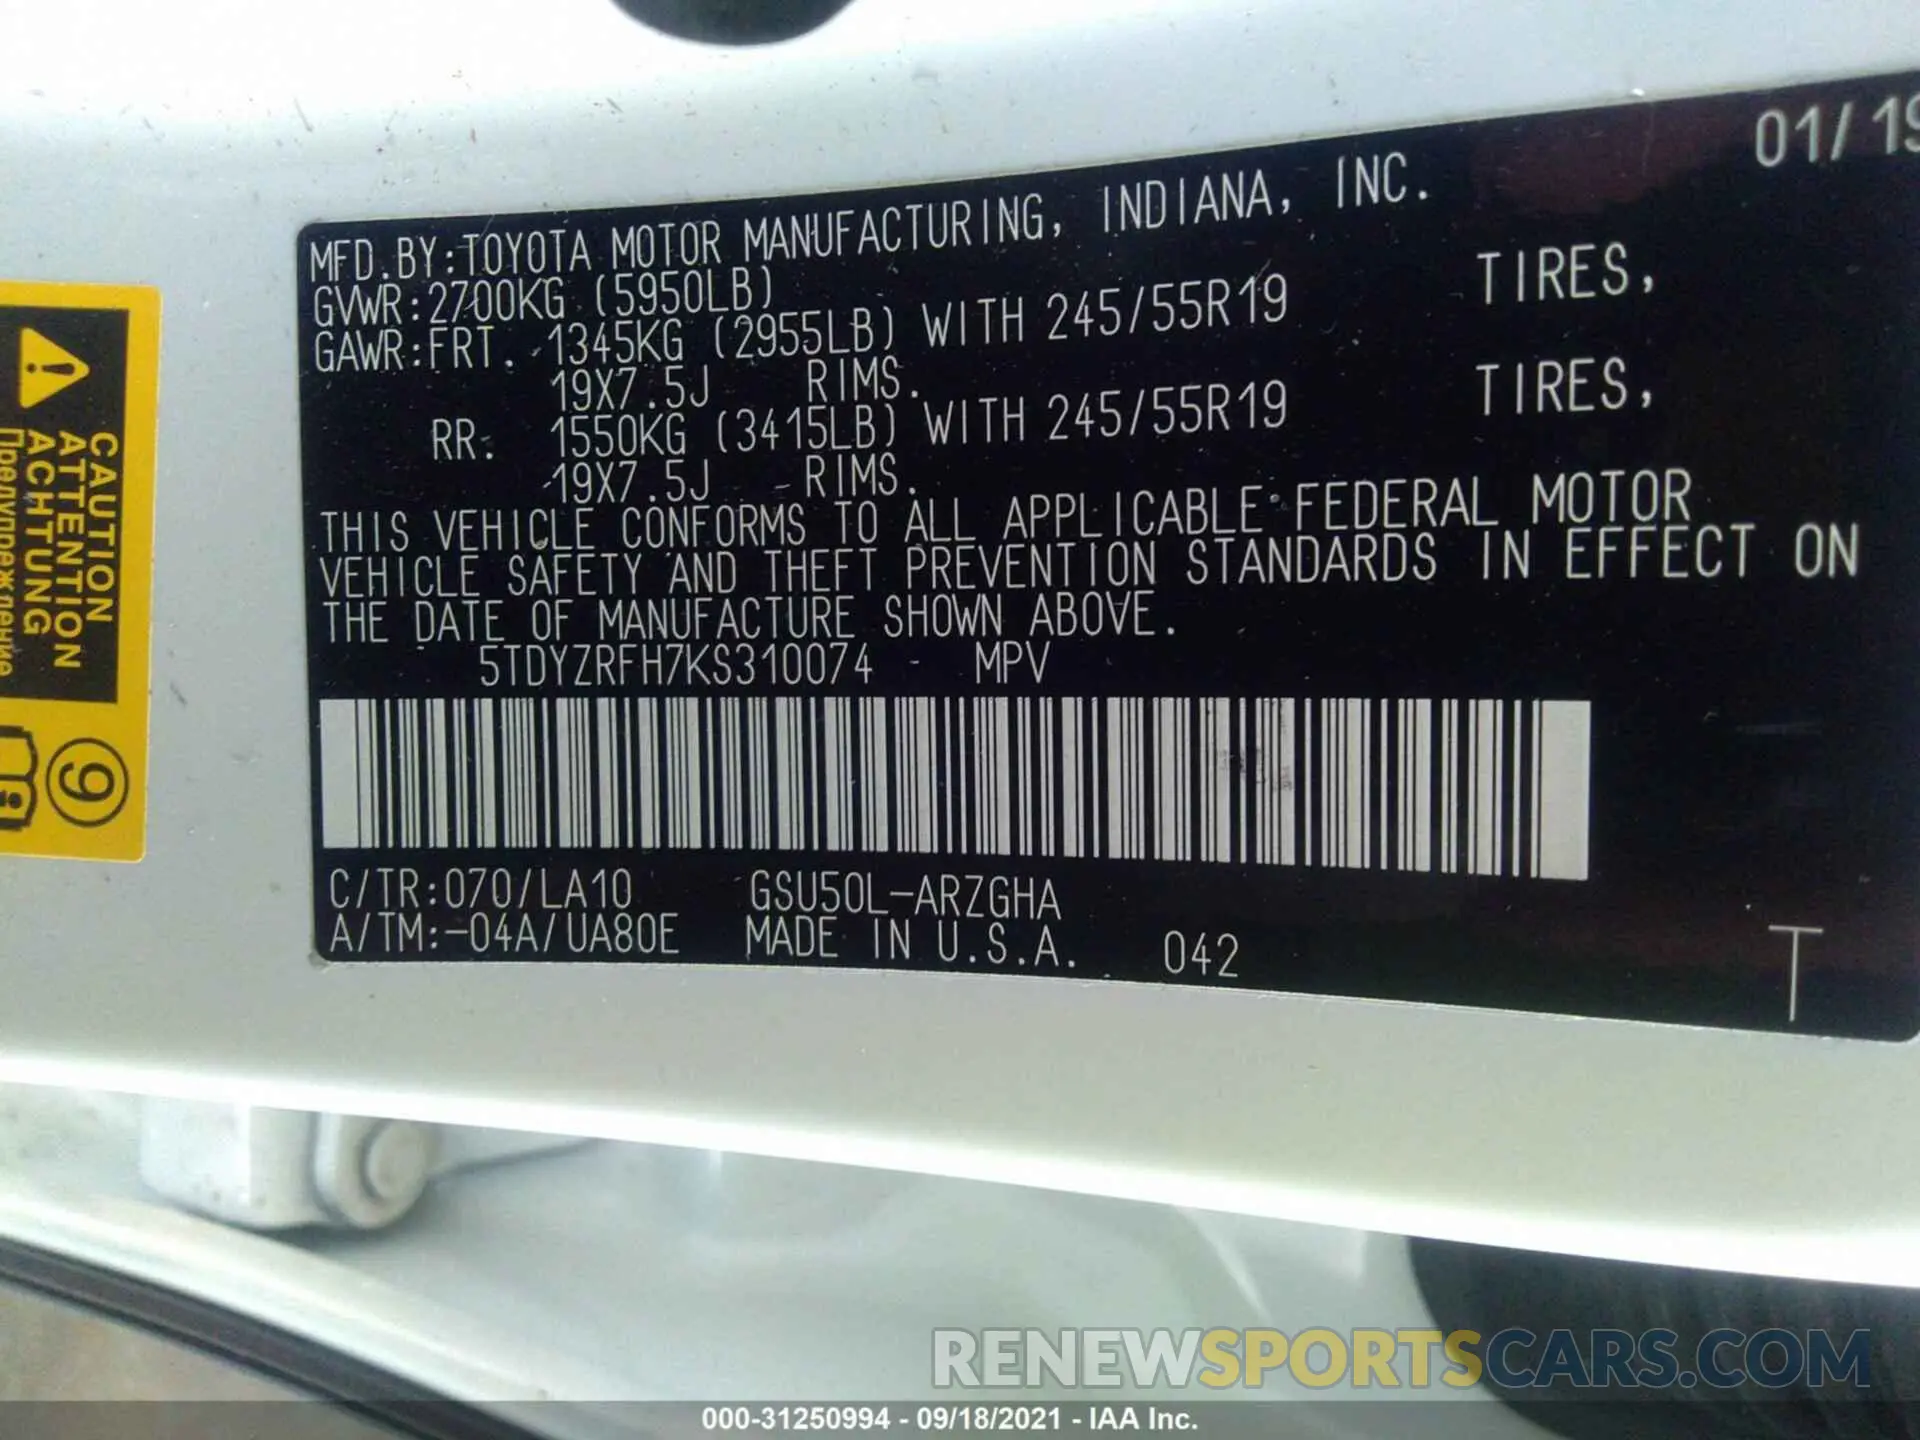 01/19
MFD.BY:TOYOTA MOTOR MANUFACTURING, INDIANA, INC.
GVWR:2700KG (5950LB)
GAWR:FRT. 1345KG (2955LB) WITH 245/55R19 TIRES,
19X7.5J RIMS.
RR: 1550KG (3415LB) WITH 245/55R19 TIRES,
19X7.5J RIMS.
THIS VEHICLE CONFORMS TO ALL APPLICABLE FEDERAL MOTOR
VEHICLE SAFETY AND THEFT PREVENTION STANDARDS IN EFFECT ON
THE DATE OF MANUFACTURE SHOWN ABOVE.
5TDYZRFH7KS310074 MPV
C/TR:070/LA10 GSU50L-ARZGHA
A/TM:-04A/UA80E MADE IN U.S.A. 042
T
CAUTION
ATTENTION
ACHTUNG
Предупреждение
9
RENEWSPORTSCARS.COM
000-31250994 - 09/18/2021 - IAA Inc.